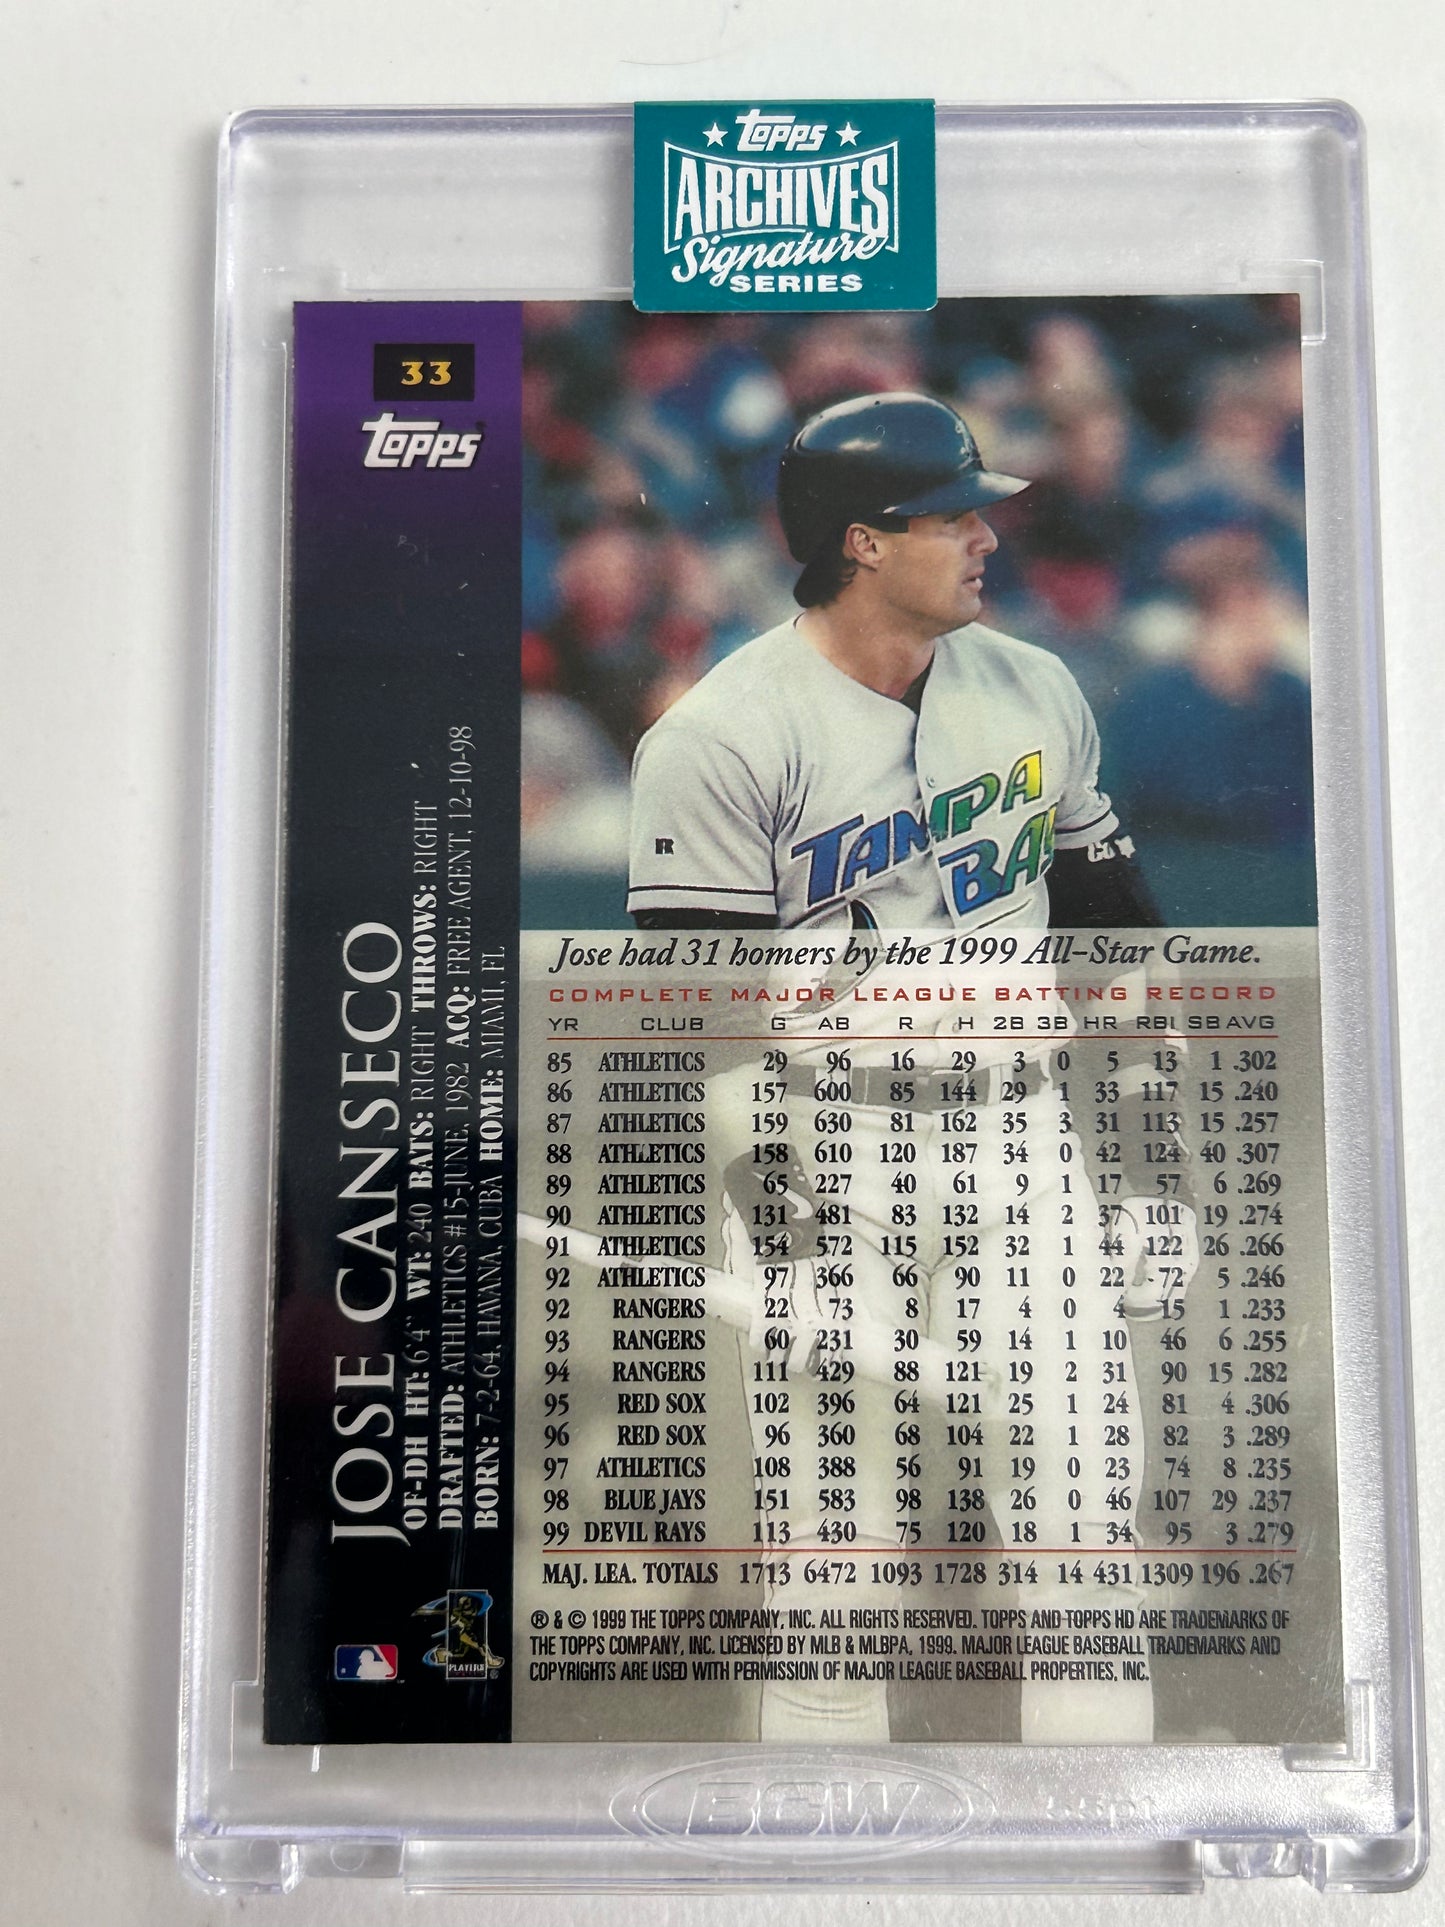 Topps
ARCHIVES
Signature
SERIES
33
Topps
JOSE CANSECO
OF-DH HT: 6'4" WT: 240 BATS: RIGHT THROWS: RIGHT
DRAFTED: ATHLETICS #15-JUNE, 1982 ACQ: FREE AGENT, 12-10-98
BORN: 7-2-64, HAVANA, CUBA HOME: MIAMI, FL
R
TAMPA
BAY
Jose had 31 homers by the 1999 All-Star Game.
COMPLETE MAJOR LEAGUE BATTING RECORD
YR CLUB G AB R H 2B 3B HR RBI SB AVG
85 ATHLETICS 29 96 16 29 3 0 5 13 1 .302
86 ATHLETICS 157 600 85 144 29 1 33 117 15 .240
87 ATHLETICS 159 630 81 162 35 3 31 113 15 .257
88 ATHLETICS 158 610 120 187 34 0 42 124 40 .307
89 ATHLETICS 65 227 40 61 9 1 17 57 6 .269
90 ATHLETICS 131 481 83 132 14 2 37 101 19 .274
91 ATHLETICS 154 572 115 152 32 1 44 122 26 .266
92 ATHLETICS 97 366 66 90 11 0 22 72 5 .246
92 RANGERS 22 73 8 17 4 0 4 15 1 .233
93 RANGERS 60 231 30 59 14 1 10 46 6 .255
94 RANGERS 111 429 88 121 19 2 31 90 15 .282
95 RED SOX 102 396 64 121 25 1 24 81 4 .306
96 RED SOX 96 360 68 104 22 1 28 82 3 .289
97 ATHLETICS 108 388 56 91 19 0 23 74 8 .235
98 BLUE JAYS 151 583 98 138 26 0 46 107 29 .237
99 DEVIL RAYS 113 430 75 120 18 1 34 95 3 .279
MAJ. LEA. TOTALS 1713 6472 1093 1728 314 14 431 1309 196 .267
® & © 1999 THE TOPPS COMPANY, INC. ALL RIGHTS RESERVED. TOPPS AND TOPPS HD ARE TRADEMARKS OF
THE TOPPS COMPANY, INC. LICENSED BY MLB & MLBPA, 1999. MAJOR LEAGUE BASEBALL TRADEMARKS AND
COPYRIGHTS ARE USED WITH PERMISSION OF MAJOR LEAGUE BASEBALL PROPERTIES, INC.
PLAYERS
BCW